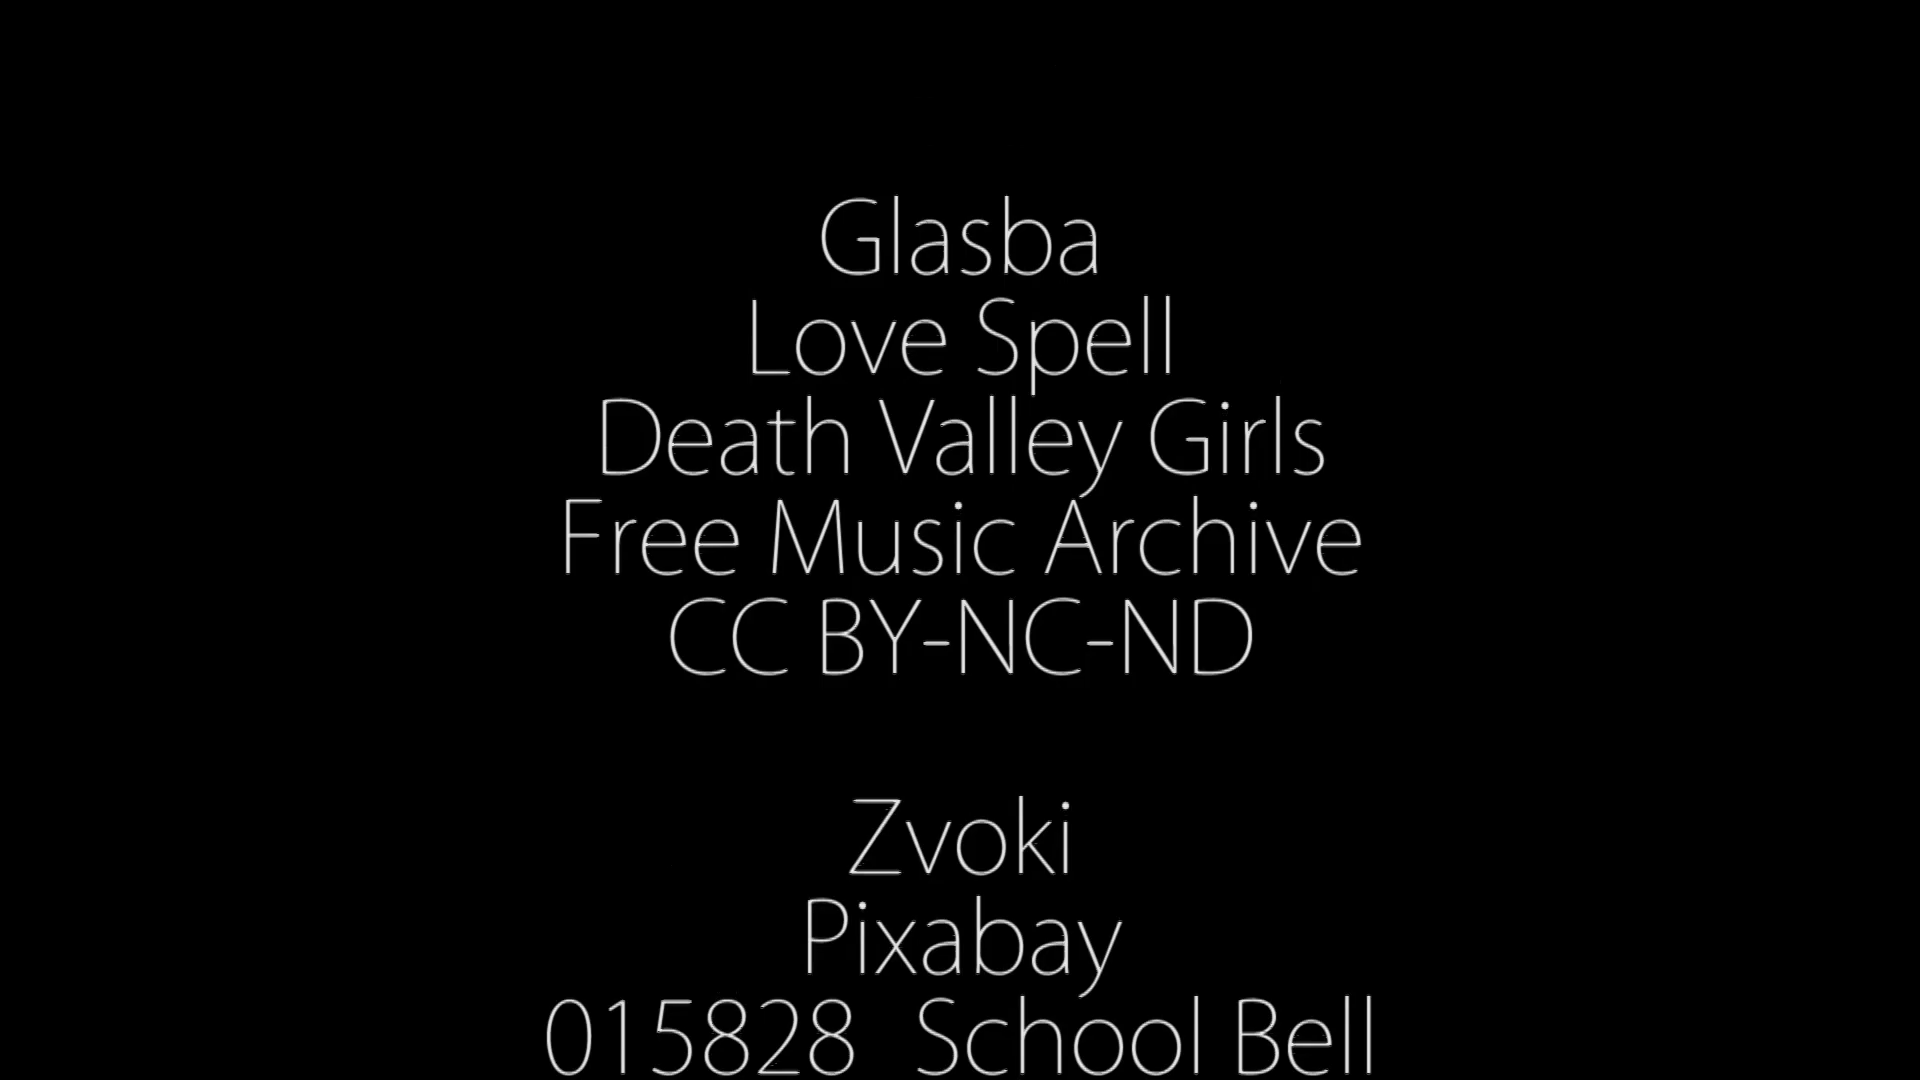 Glasba
Love Spell
Death Valley Girls
Free Music Archive
CC BY-NC-ND
Zvoki
Pixabay
015828 School Bell